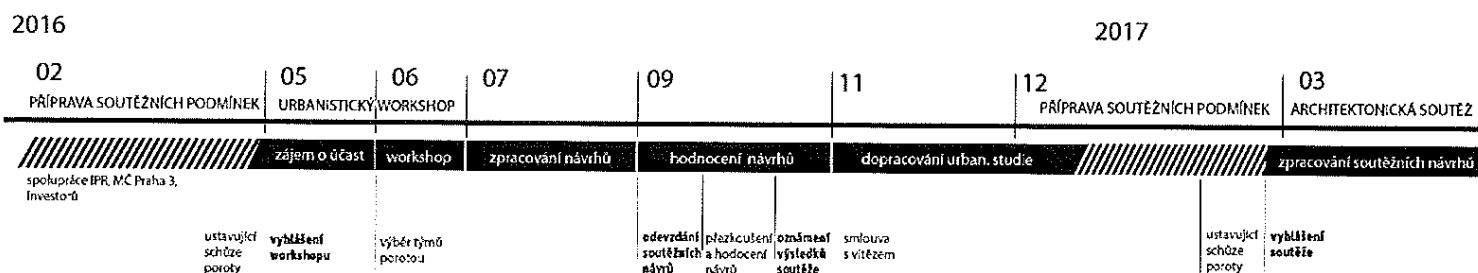 2016
2017
02
05
06
07
09
11
12
03
PŘÍPRAVA SOUTĚŽNÍCH PODMÍNEK
URBANISTICKÝ WORKSHOP
PŘÍPRAVA SOUTĚŽNÍCH PODMÍNEK
ARCHITEKTONICKÁ SOUTĚŽ
zájem o účast
workshop
zpracování návrhů
hodnocení návrhů
dopracování urban. studie
zpracování soutěžních návrhů
spolupráce IPR, MČ Praha 3,
Investorů
ustavující
schůze
poroty
vyhlášení
workshopu
výběr týmů
porotou
odevzdání
soutěžních
návrů
přezkoušení
a hodnocení
návrů
oznámení
výsledků
soutěže
smlouva
s vítězem
ustavující
schůze
poroty
vyhlášení
soutěže